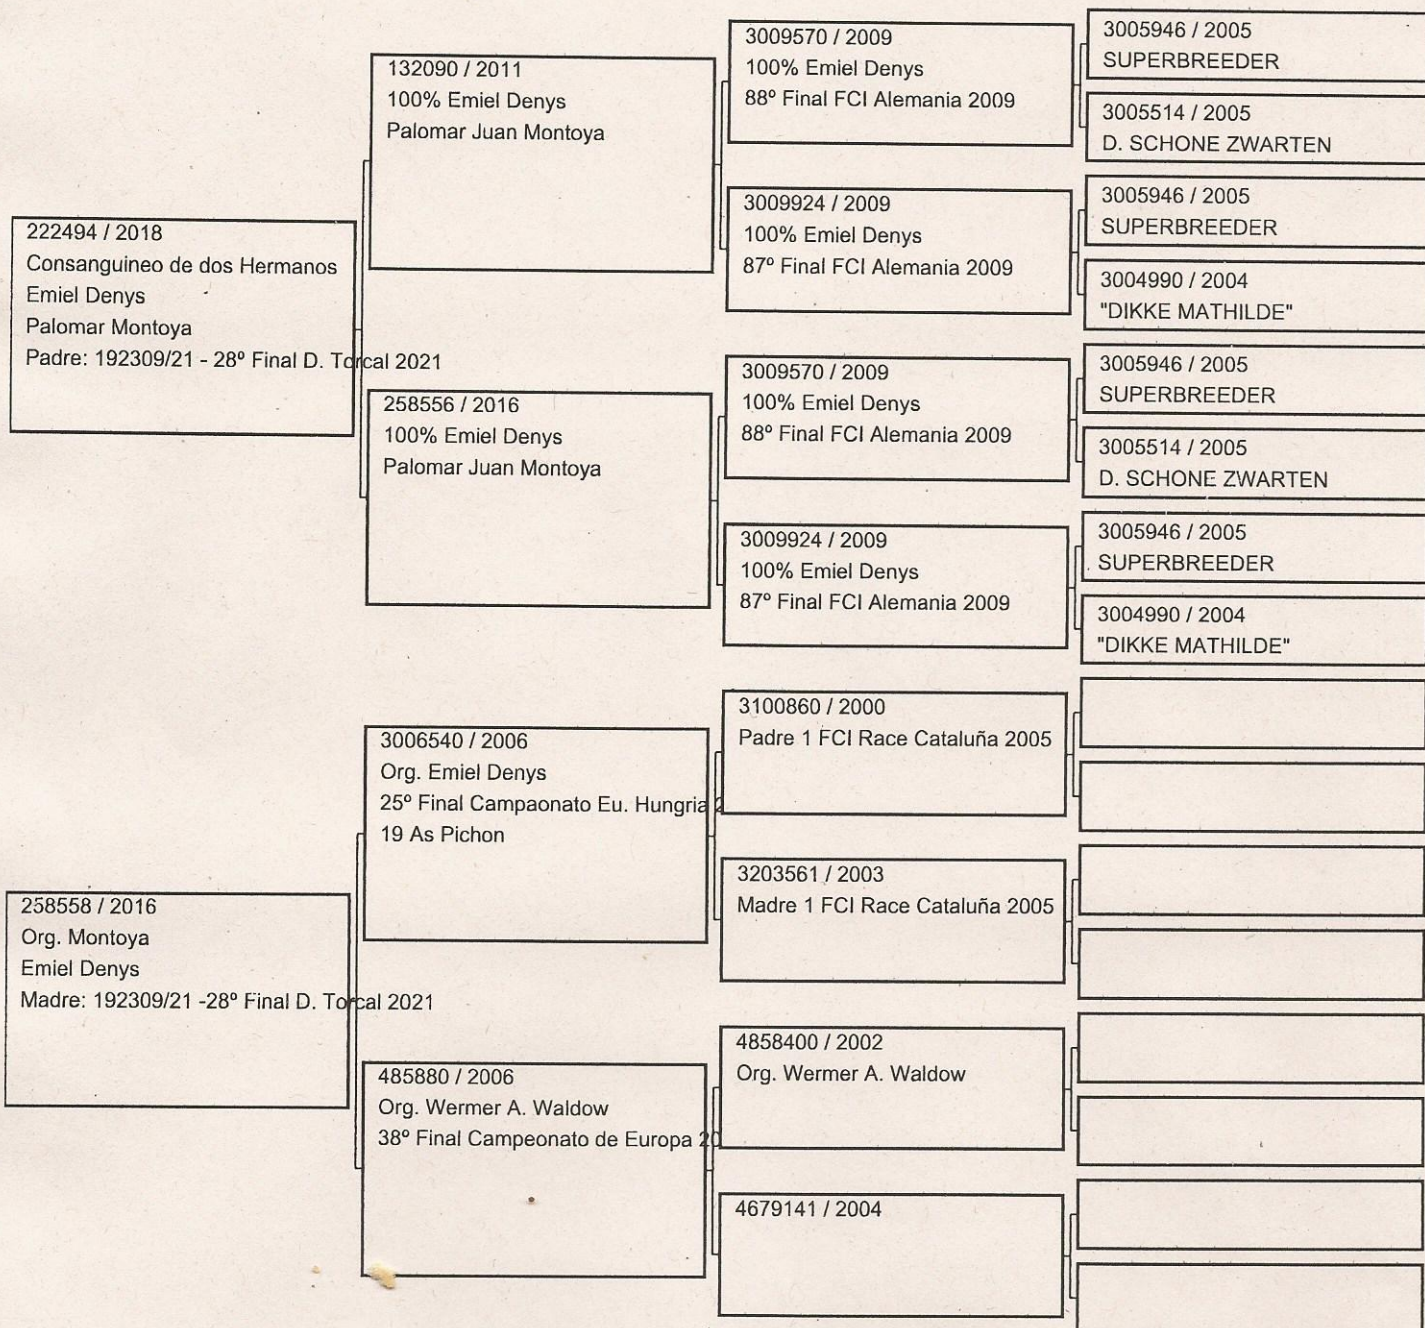 222494 / 2018
Consanguineo de dos Hermanos
Emiel Denys
Palomar Montoya
Padre: 192309/21 - 28º Final D. Torcal 2021
258558 / 2016
Org. Montoya
Emiel Denys
Madre: 192309/21 -28º Final D. Torcal 2021
132090 / 2011
100% Emiel Denys
Palomar Juan Montoya
258556 / 2016
100% Emiel Denys
Palomar Juan Montoya
3006540 / 2006
Org. Emiel Denys
25º Final Campaonato Eu. Hungria 2
19 As Pichon
485880 / 2006
Org. Wermer A. Waldow
38º Final Campeonato de Europa 20
3009570 / 2009
100% Emiel Denys
88º Final FCI Alemania 2009
3009924 / 2009
100% Emiel Denys
87º Final FCI Alemania 2009
3009570 / 2009
100% Emiel Denys
88º Final FCI Alemania 2009
3009924 / 2009
100% Emiel Denys
87º Final FCI Alemania 2009
3100860 / 2000
Padre 1 FCI Race Cataluña 2005
3203561 / 2003
Madre 1 FCI Race Cataluña 2005
4858400 / 2002
Org. Wermer A. Waldow
4679141 / 2004
3005946 / 2005
SUPERBREEDER
3005514 / 2005
D. SCHONE ZWARTEN
3005946 / 2005
SUPERBREEDER
3004990 / 2004
"DIKKE MATHILDE"
3005946 / 2005
SUPERBREEDER
3005514 / 2005
D. SCHONE ZWARTEN
3005946 / 2005
SUPERBREEDER
3004990 / 2004
"DIKKE MATHILDE"